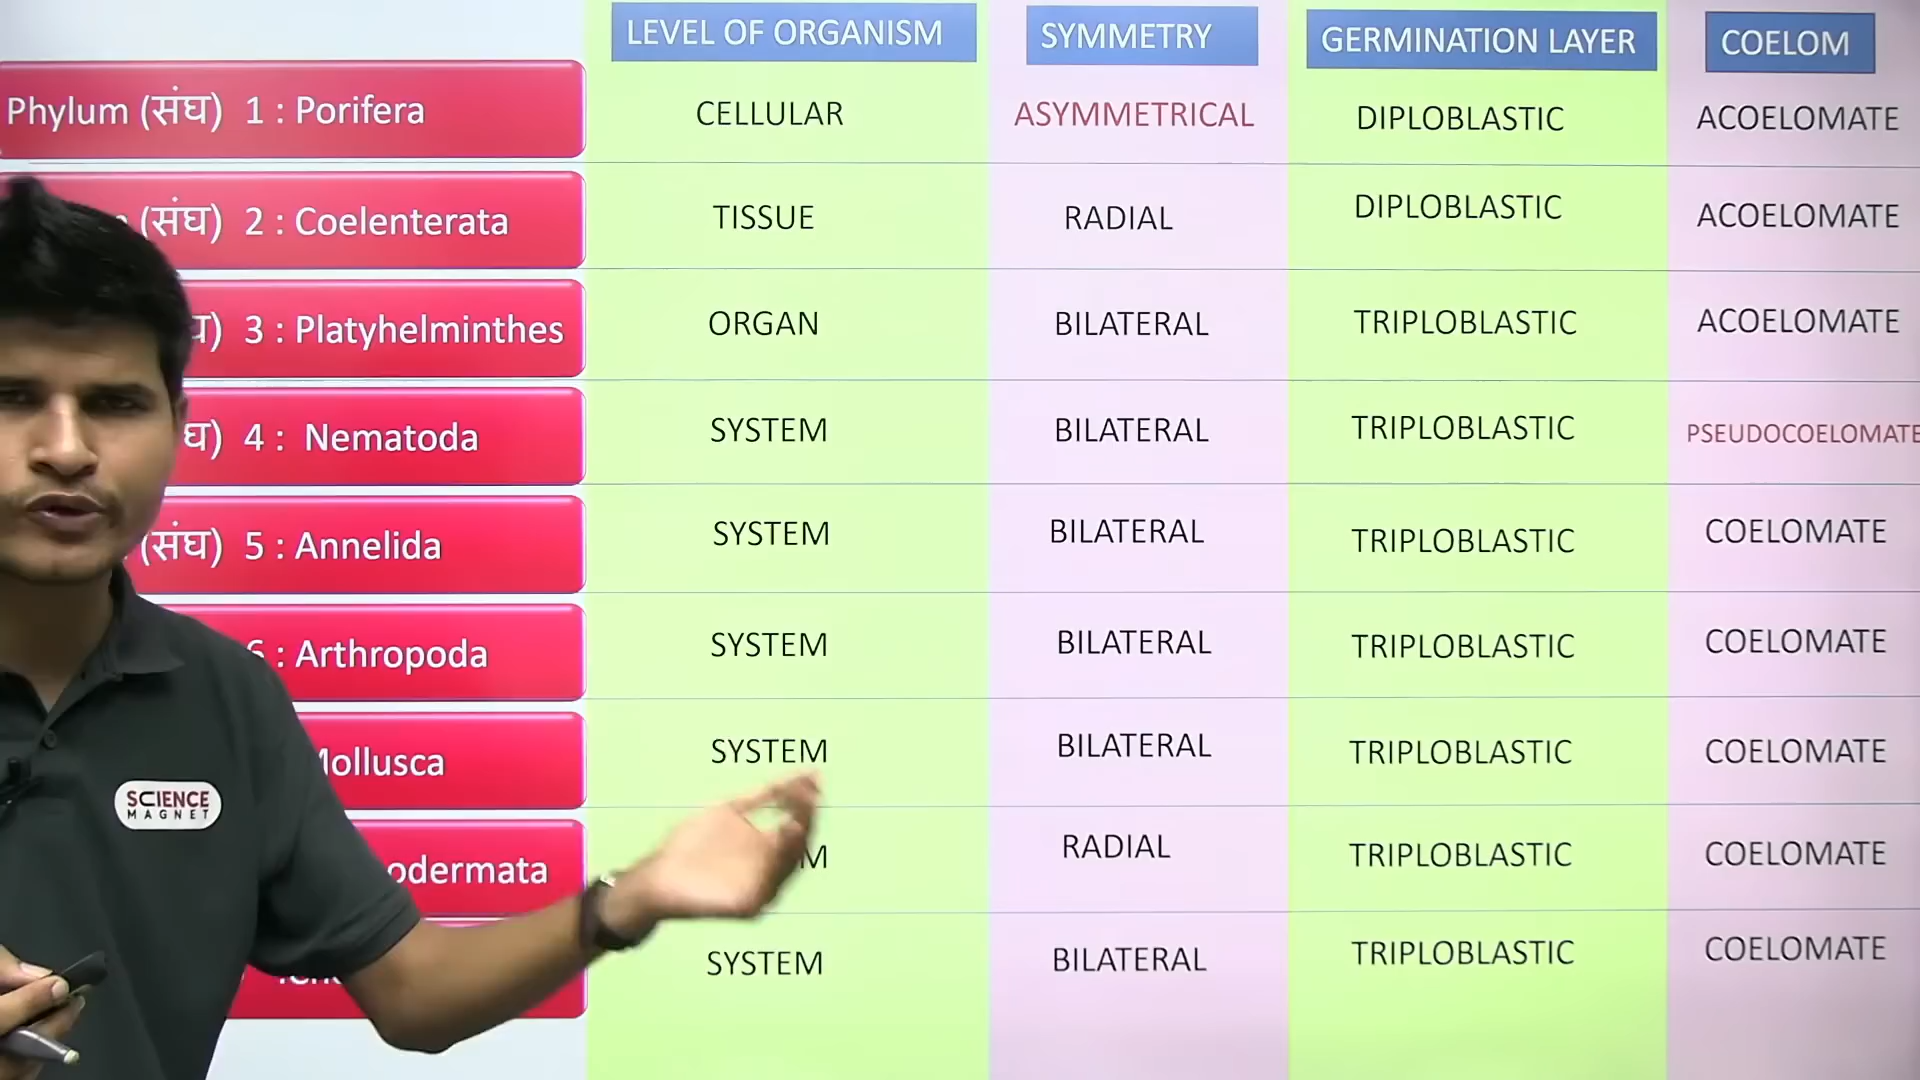 LEVEL OF ORGANISM SYMMETRY GERMINATION LAYER COELOM
Phylum (संघ) 1 : Porifera CELLULAR ASYMMETRICAL DIPLOBLASTIC ACOELOMATE
(संघ) 2 : Coelenterata TISSUE RADIAL DIPLOBLASTIC ACOELOMATE
3 : Platyhelminthes ORGAN BILATERAL TRIPLOBLASTIC ACOELOMATE
4 : Nematoda SYSTEM BILATERAL TRIPLOBLASTIC PSEUDOCOELOMATE
(संघ) 5 : Annelida SYSTEM BILATERAL TRIPLOBLASTIC COELOMATE
6 : Arthropoda SYSTEM BILATERAL TRIPLOBLASTIC COELOMATE
Mollusca SYSTEM BILATERAL TRIPLOBLASTIC COELOMATE
odermata M RADIAL TRIPLOBLASTIC COELOMATE
SYSTEM BILATERAL TRIPLOBLASTIC COELOMATE
SCIENCE
MAGNET